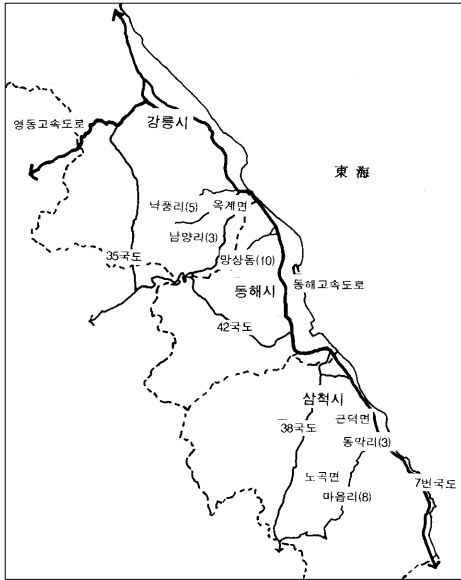 영동고속도로
강릉시
東海
낙풍리(5)
옥계면
남양리(3)
망상동(10)
35국도
동해시
동해고속도로
42국도
삼척시
38국도
근덕면
동막리(3)
노곡면
마읍리(8)
7번국도